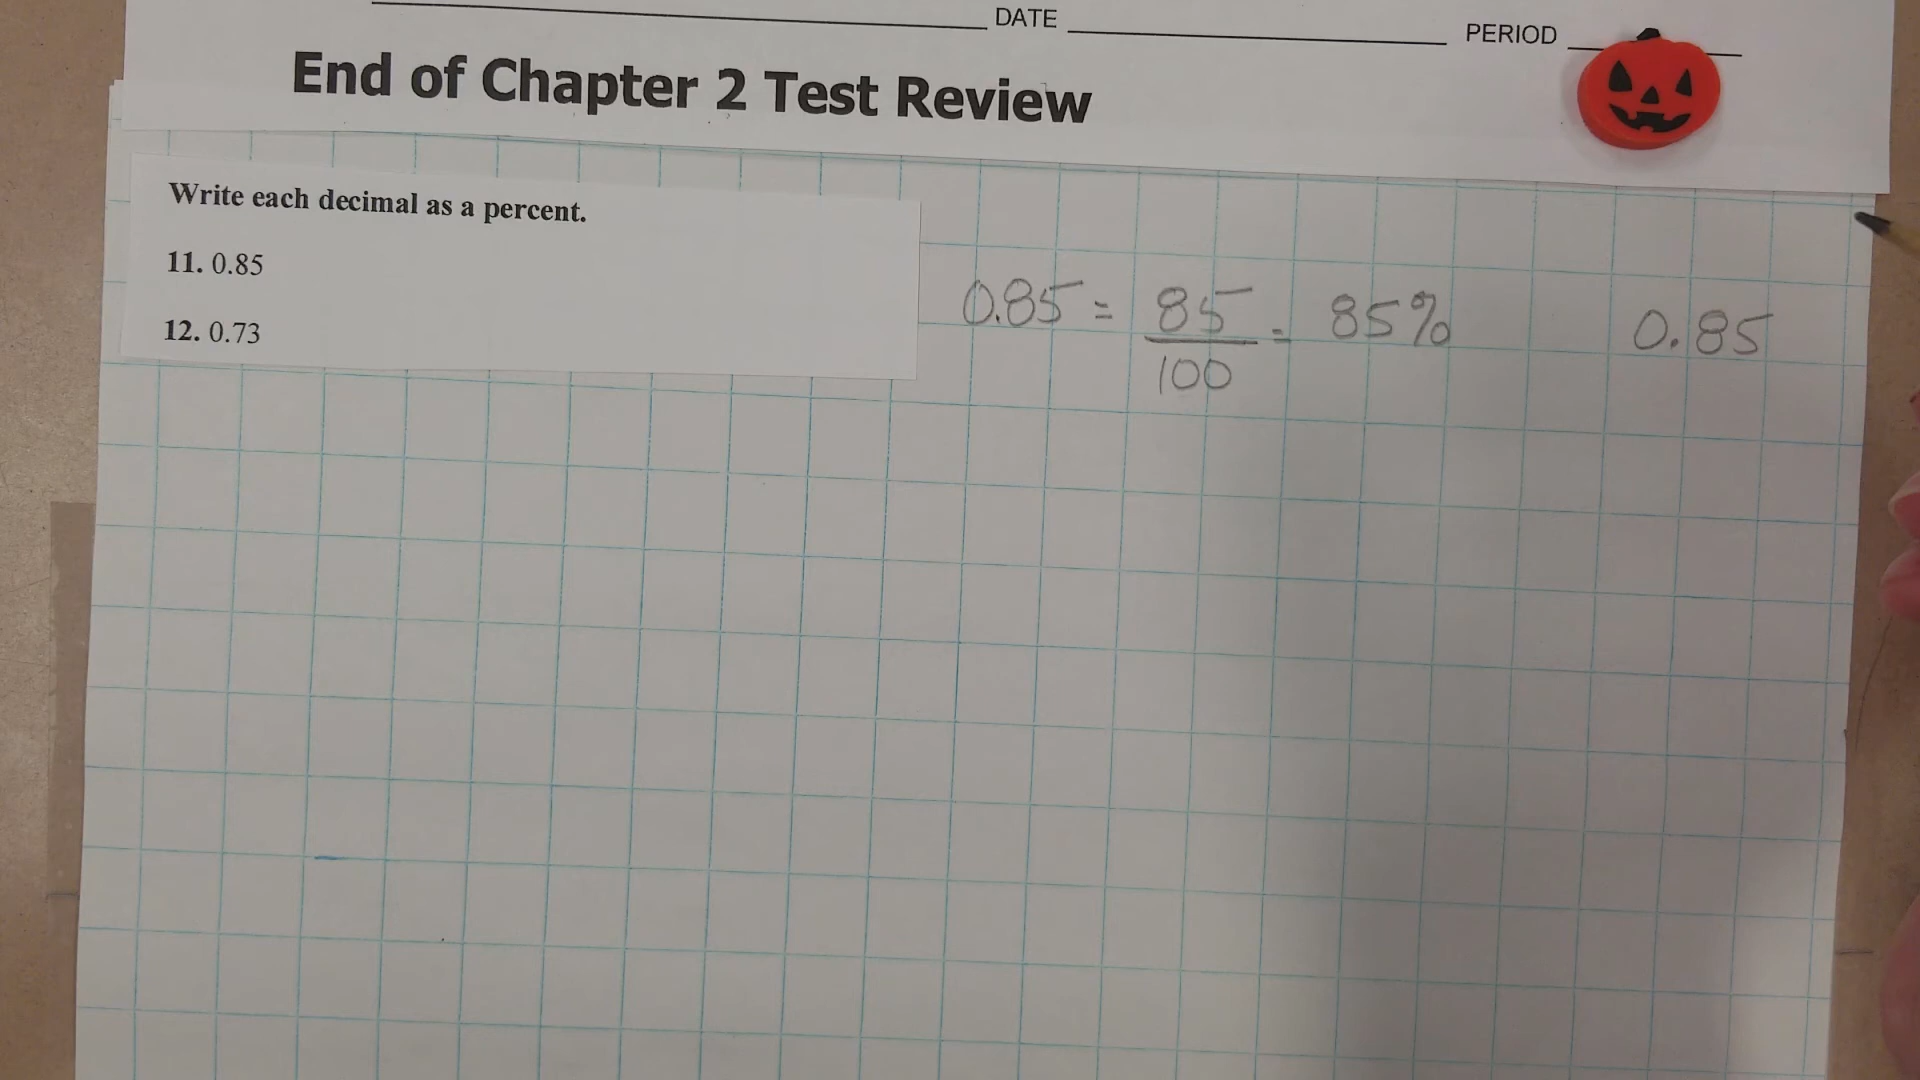 DATE PERIOD
End of Chapter 2 Test Review
Write each decimal as a percent.
11. 0.85
12. 0.73
0.85 = 85/100 = 85% 0.85